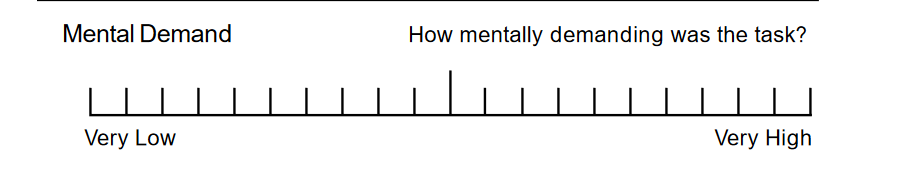 Mental Demand How mentally demanding was the task?
Very Low Very High